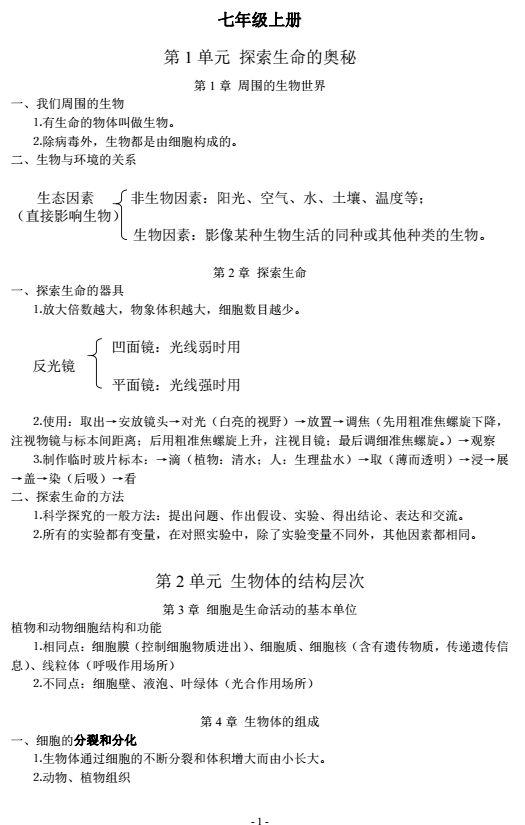 七年级上册
第 1 单元 探索生命的奥秘
第 1 章 周围的生物世界
一、我们周围的生物
1.有生命的物体叫做生物。
2.除病毒外，生物都是由细胞构成的。
二、生物与环境的关系
生态因素
（直接影响生物）
非生物因素：阳光、空气、水、土壤、温度等；
生物因素：影像某种生物生活的同种或其他种类的生物。
第 2 章 探索生命
一、探索生命的器具
1.放大倍数越大，物象体积越大，细胞数目越少。
反光镜
凹面镜：光线弱时用
平面镜：光线强时用
2.使用：取出→安放镜头→对光（白亮的视野）→放置→调焦（先用粗准焦螺旋下降，
注视物镜与标本间距离；后用粗准焦螺旋上升，注视目镜；最后调细准焦螺旋。）→观察
3.制作临时玻片标本：→滴（植物：清水；人：生理盐水）→取（薄而透明）→浸→展
→盖→染（后吸）→看
二、探索生命的方法
1.科学探究的一般方法：提出问题、作出假设、实验、得出结论、表达和交流。
2.所有的实验都有变量，在对照实验中，除了实验变量不同外，其他因素都相同。
第 2 单元 生物体的结构层次
第 3 章 细胞是生命活动的基本单位
植物和动物细胞结构和功能
1.相同点：细胞膜（控制细胞物质进出）、细胞质、细胞核（含有遗传物质，传递遗传信
息）、线粒体（呼吸作用场所）
2.不同点：细胞壁、液泡、叶绿体（光合作用场所）
第 4 章 生物体的组成
一、细胞的分裂和分化
1.生物体通过细胞的不断分裂和体积增大而由小长大。
2.动物、植物组织
- 1 -